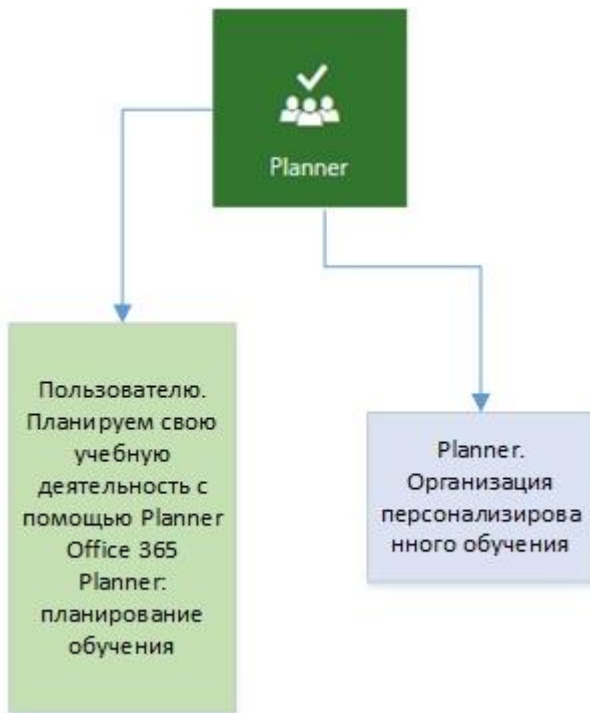 Planner
Пользователю.
Планируем свою
учебную
деятельность с
помощью Planner
Office 365
Planner:
планирование
обучения
Planner.
Организация
персонализирова
нного обучения